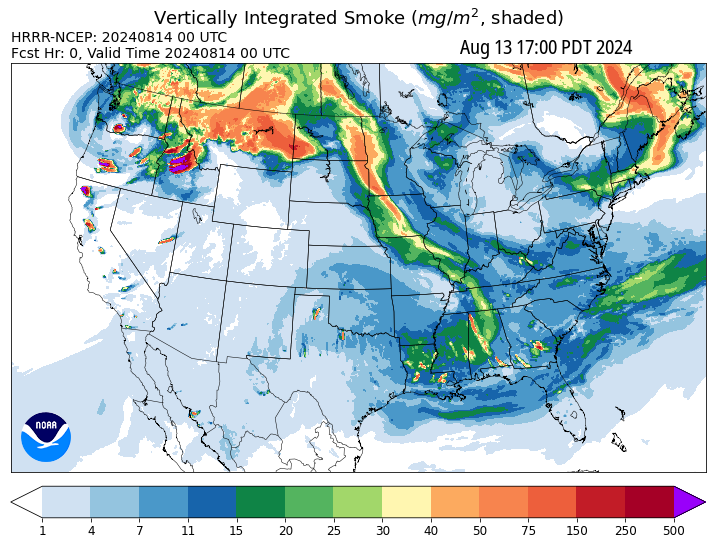 Vertically Integrated Smoke (mg/m², shaded)
HRRR-NCEP: 20240814 00 UTC
Fcst Hr: 0, Valid Time 20240814 00 UTC
Aug 13 17:00 PDT 2024
NOAA
1 4 7 11 15 20 25 30 40 50 75 150 250 500